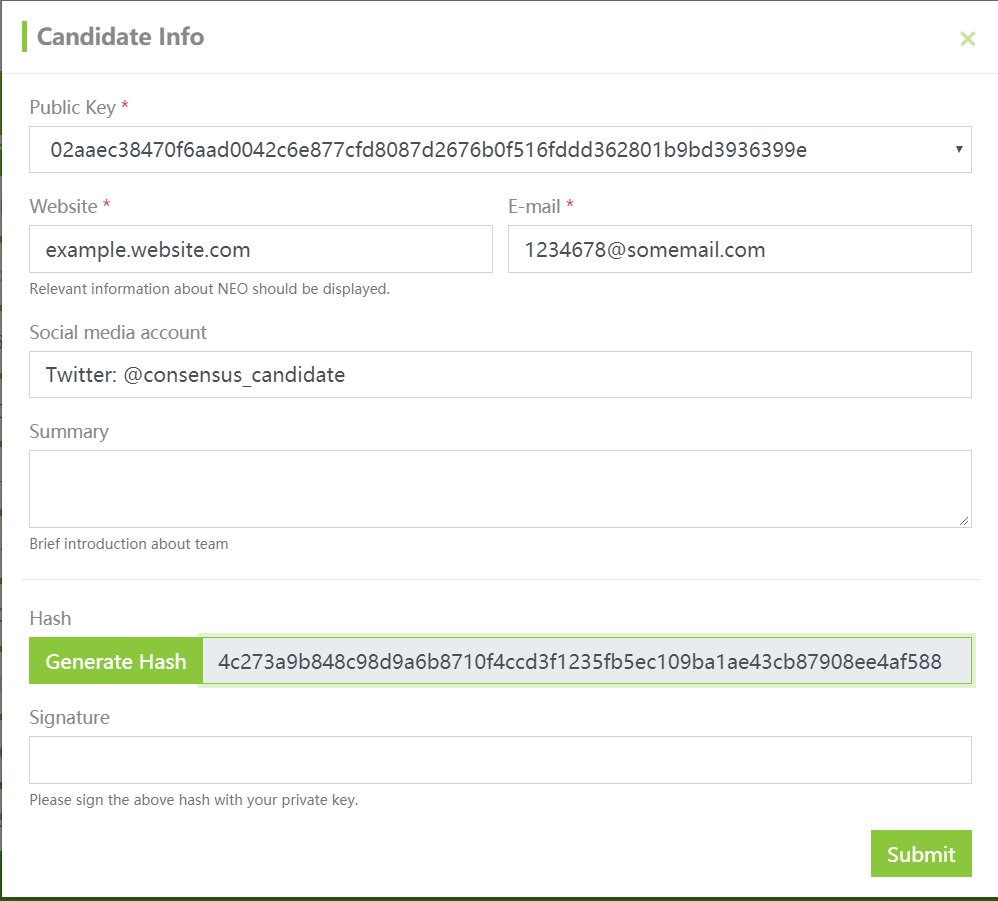 Candidate Info
×
Public Key *
02aaec38470f6aad0042c6e877cfd8087d2676b0f516fddd362801b9bd3936399e
Website *
E-mail *
example.website.com
1234678@somemail.com
Relevant information about NEO should be displayed.
Social media account
Twitter: @consensus_candidate
Summary
Brief introduction about team
Hash
Generate Hash
4c273a9b848c98d9a6b8710f4ccd3f1235fb5ec109ba1ae43cb87908ee4af588
Signature
Please sign the above hash with your private key.
Submit